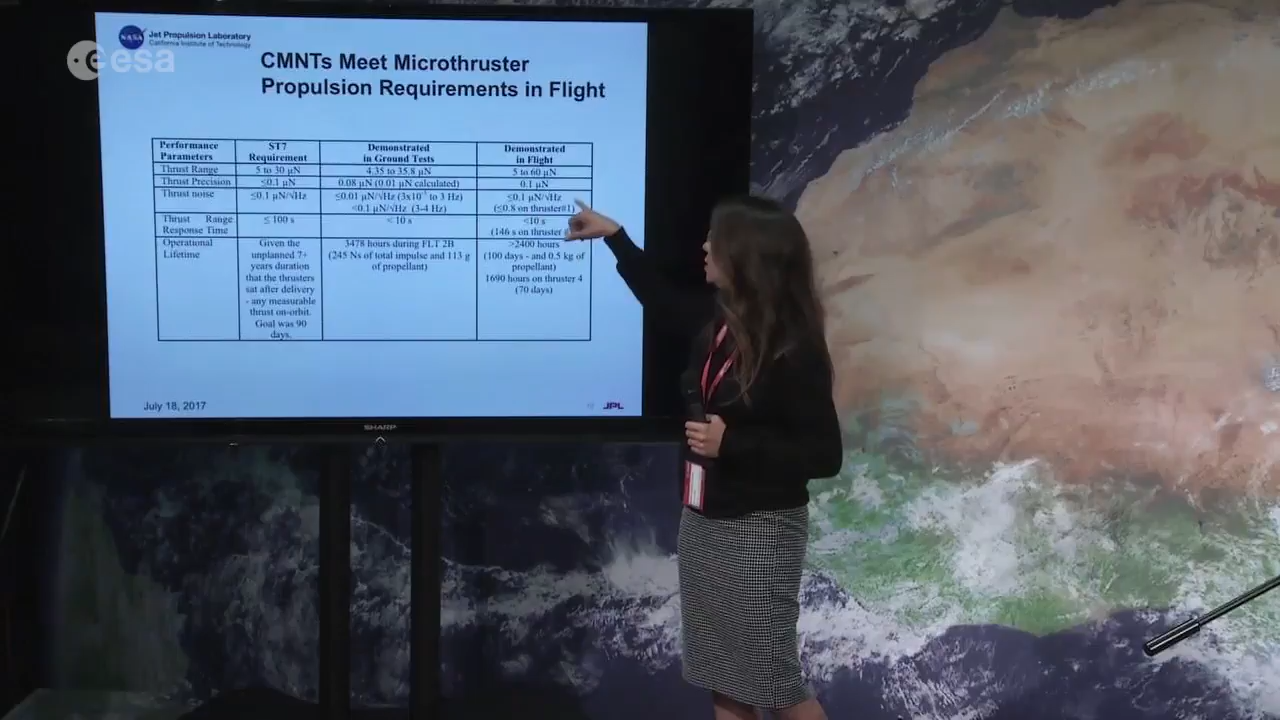 NASA
Jet Propulsion Laboratory
California Institute of Technology
esa
CMNTs Meet Microthruster
Propulsion Requirements in Flight
Performance Parameters
ST7 Requirement
Demonstrated in Ground Tests
Demonstrated in Flight
Thrust Range
5 to 30 µN
4.35 to 35.8 µN
5 to 60 µN
Thrust Precision
≤0.1 µN
0.08 µN (0.01 µN calculated)
0.1 µN
Thrust noise
≤0.1 µN/√Hz
≤0.01 µN/√Hz (3x10 to 3 Hz)
<0.1 µN/√Hz (3-4 Hz)
≤0.1 µN/√Hz
(≤0.8 on thruster#1)
Thrust Range
Response Time
≤ 100 s
< 10 s
<10 s
(146 s on thruster
Operational
Lifetime
Given the
unplanned 7+
years duration
that the thrusters
sat after delivery
- any measurable
thrust on-orbit.
Goal was 90
days.
3478 hours during FLT 2B
(245 Ns of total impulse and 113 g
of propellant)
>2400 hours
(100 days - and 0.5 kg of
propellant)
1690 hours on thruster 4
(70 days)
July 18, 2017
JPL
SHARP